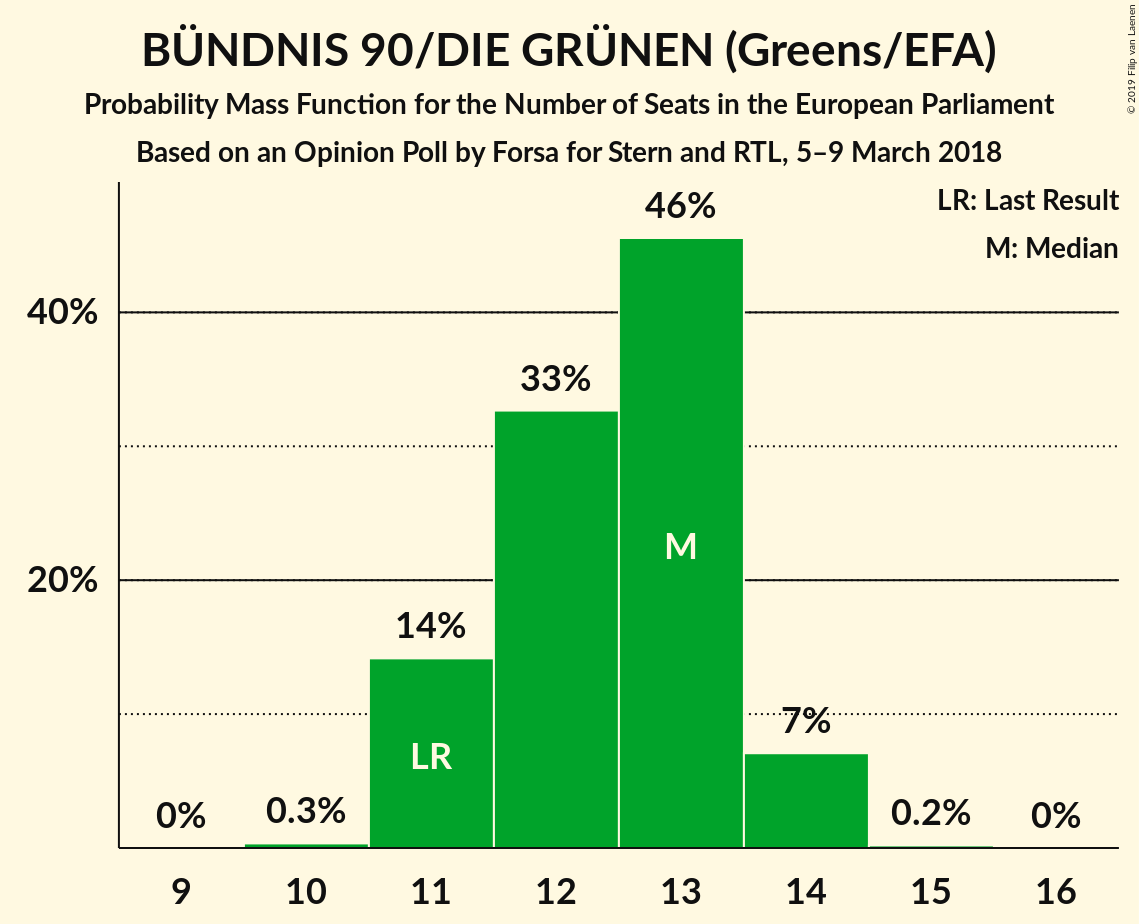 BÜNDNIS 90/DIE GRÜNEN (Greens/EFA)
Probability Mass Function for the Number of Seats in the European Parliament
Based on an Opinion Poll by Forsa for Stern and RTL, 5–9 March 2018
© 2019 Filip van Laenen
LR: Last Result
M: Median
40%
20%
0%
0.3%
14%
33%
46%
7%
0.2%
0%
LR
M
9
10
11
12
13
14
15
16